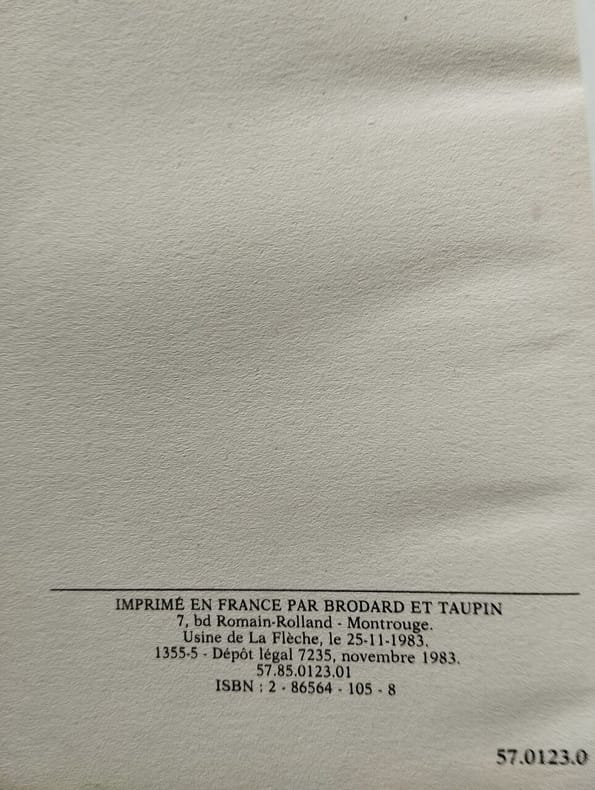 IMPRIMÉ EN FRANCE PAR BRODARD ET TAUPIN
7, bd Romain-Rolland - Montrouge.
Usine de La Flèche, le 25-11-1983.
1355-5 - Dépôt légal 7235, novembre 1983.
57.85.0123.01
ISBN : 2 - 86564 - 105 - 8
57.0123.0